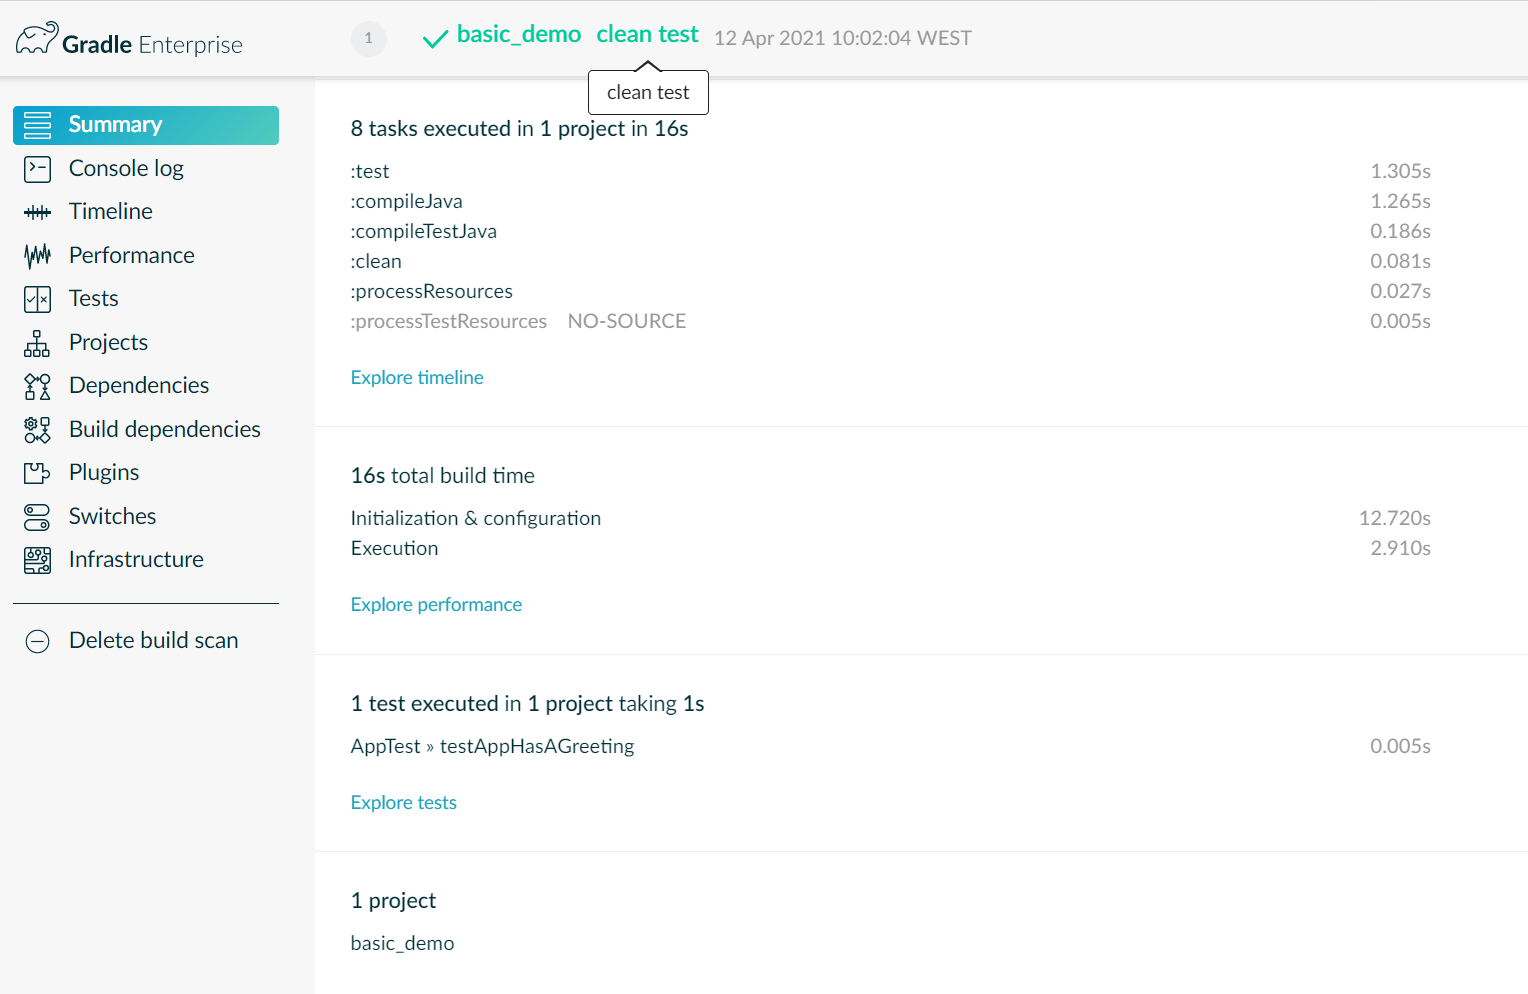 Gradle Enterprise
1 basic_demo clean test 12 Apr 2021 10:02:04 WEST
clean test
Summary
Console log
Timeline
Performance
Tests
Projects
Dependencies
Build dependencies
Plugins
Switches
Infrastructure
Delete build scan
8 tasks executed in 1 project in 16s
:test 1.305s
:compileJava 1.265s
:compileTestJava 0.186s
:clean 0.081s
:processResources 0.027s
:processTestResources NO-SOURCE 0.005s
Explore timeline
16s total build time
Initialization & configuration 12.720s
Execution 2.910s
Explore performance
1 test executed in 1 project taking 1s
AppTest » testAppHasAGreeting 0.005s
Explore tests
1 project
basic_demo